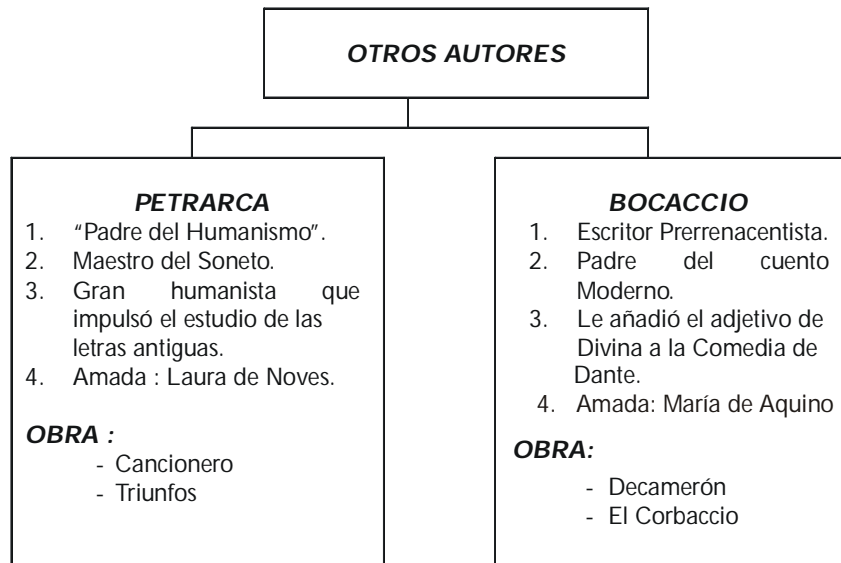 OTROS AUTORES
PETRARCA
1. “Padre del Humanismo”.
2. Maestro del Soneto.
3. Gran humanista que
impulsó el estudio de las
letras antiguas.
4. Amada : Laura de Noves.
OBRA :
- Cancionero
- Triunfos
BOCACCIO
1. Escritor Prerrenacentista.
2. Padre del cuento
Moderno.
3. Le añadió el adjetivo de
Divina a la Comedia de
Dante.
4. Amada: María de Aquino
OBRA:
- Decamerón
- El Corbaccio